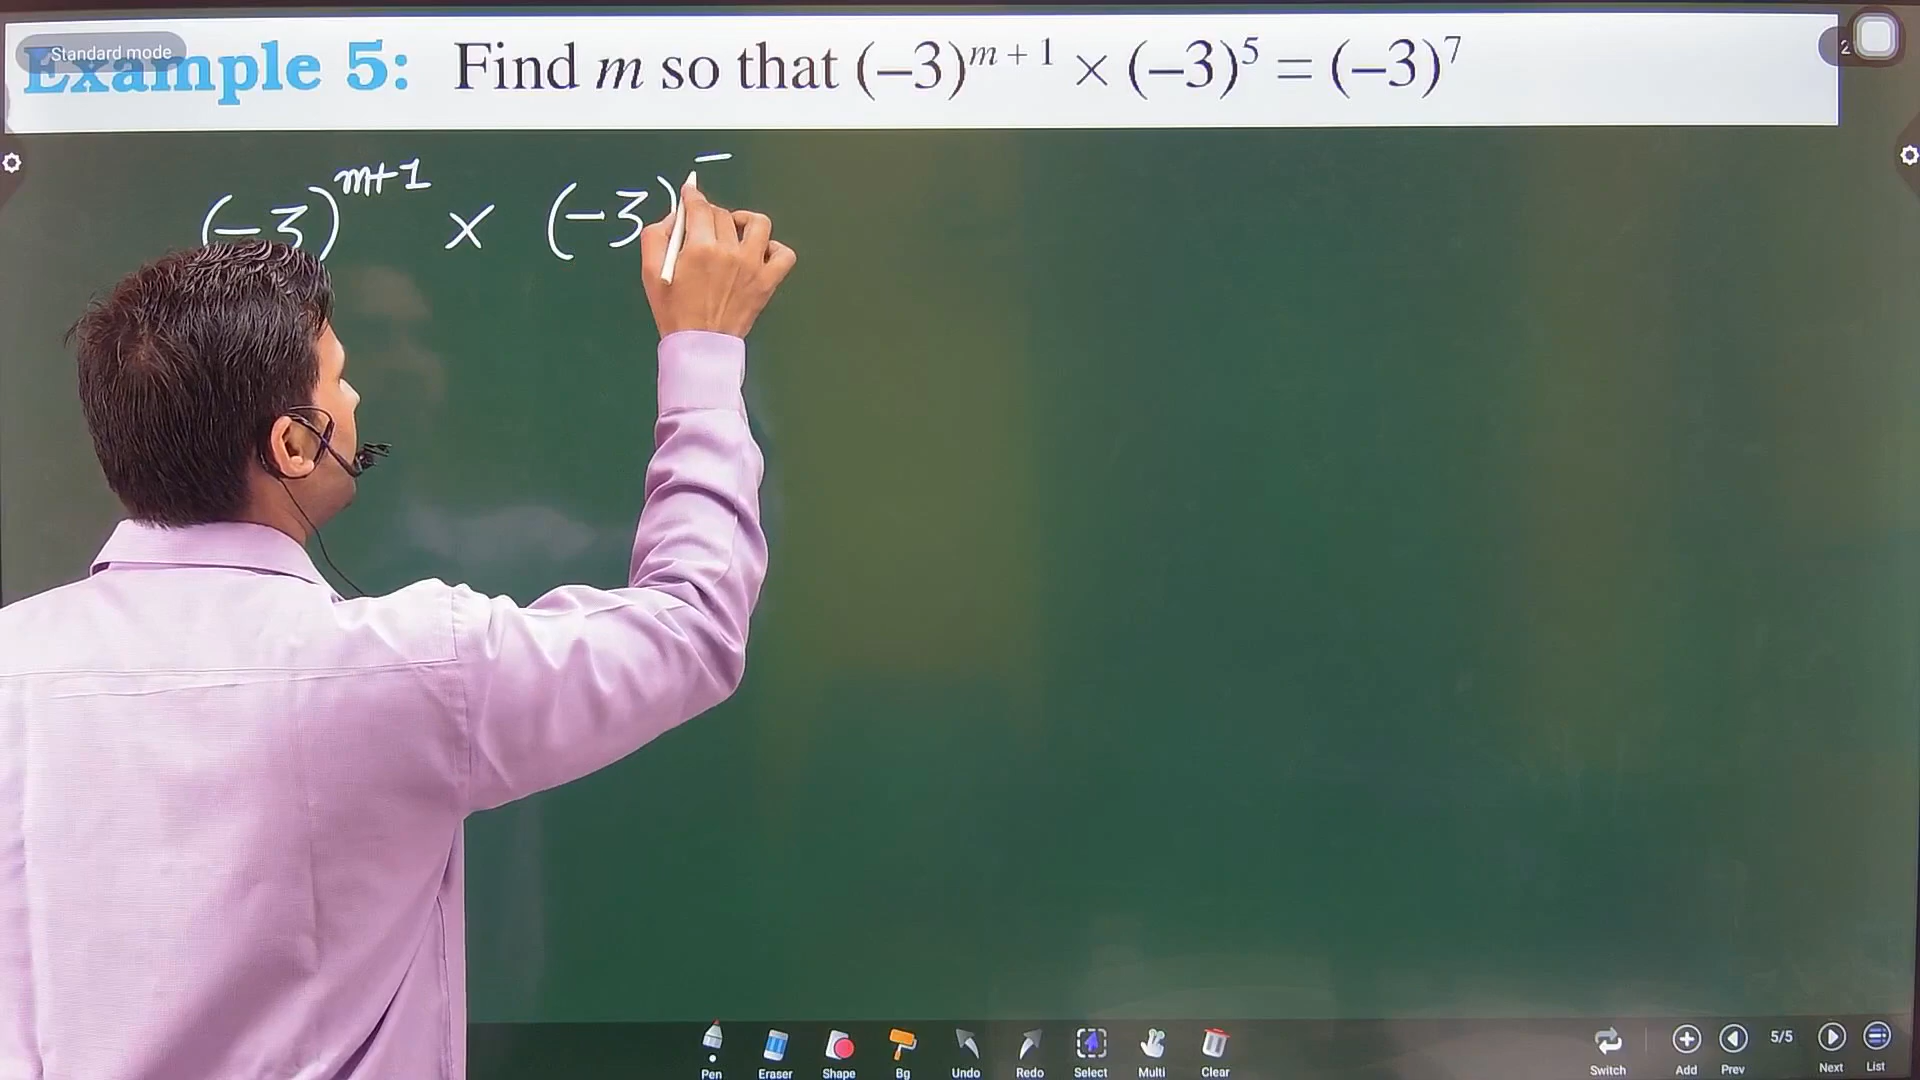 Standard mode
Example 5: Find m so that (–3)^{m + 1} × (–3)^5 = (–3)^7
2
(-3)^{m+1} × (-3)
Pen Eraser Shape Bg Undo Redo Select Multi Clear Switch Add Prev 5/5 Next List